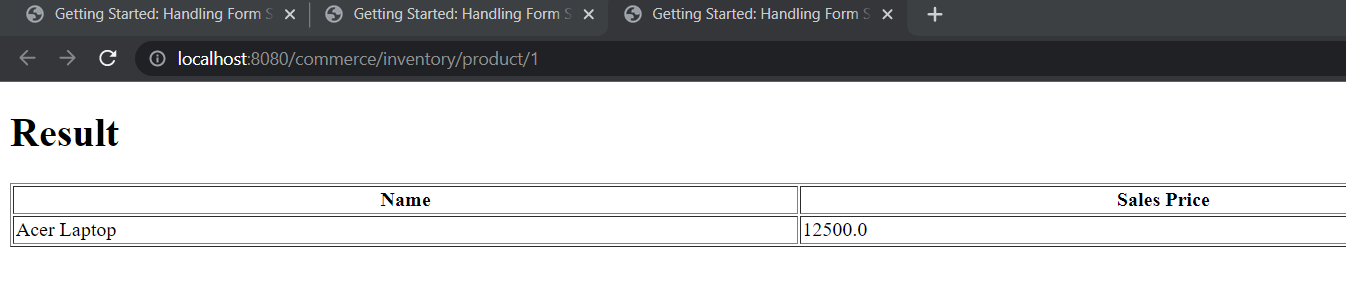 Getting Started: Handling Form S Getting Started: Handling Form S Getting Started: Handling Form S
localhost:8080/commerce/inventory/product/1
Result
Name Sales Price
Acer Laptop 12500.0